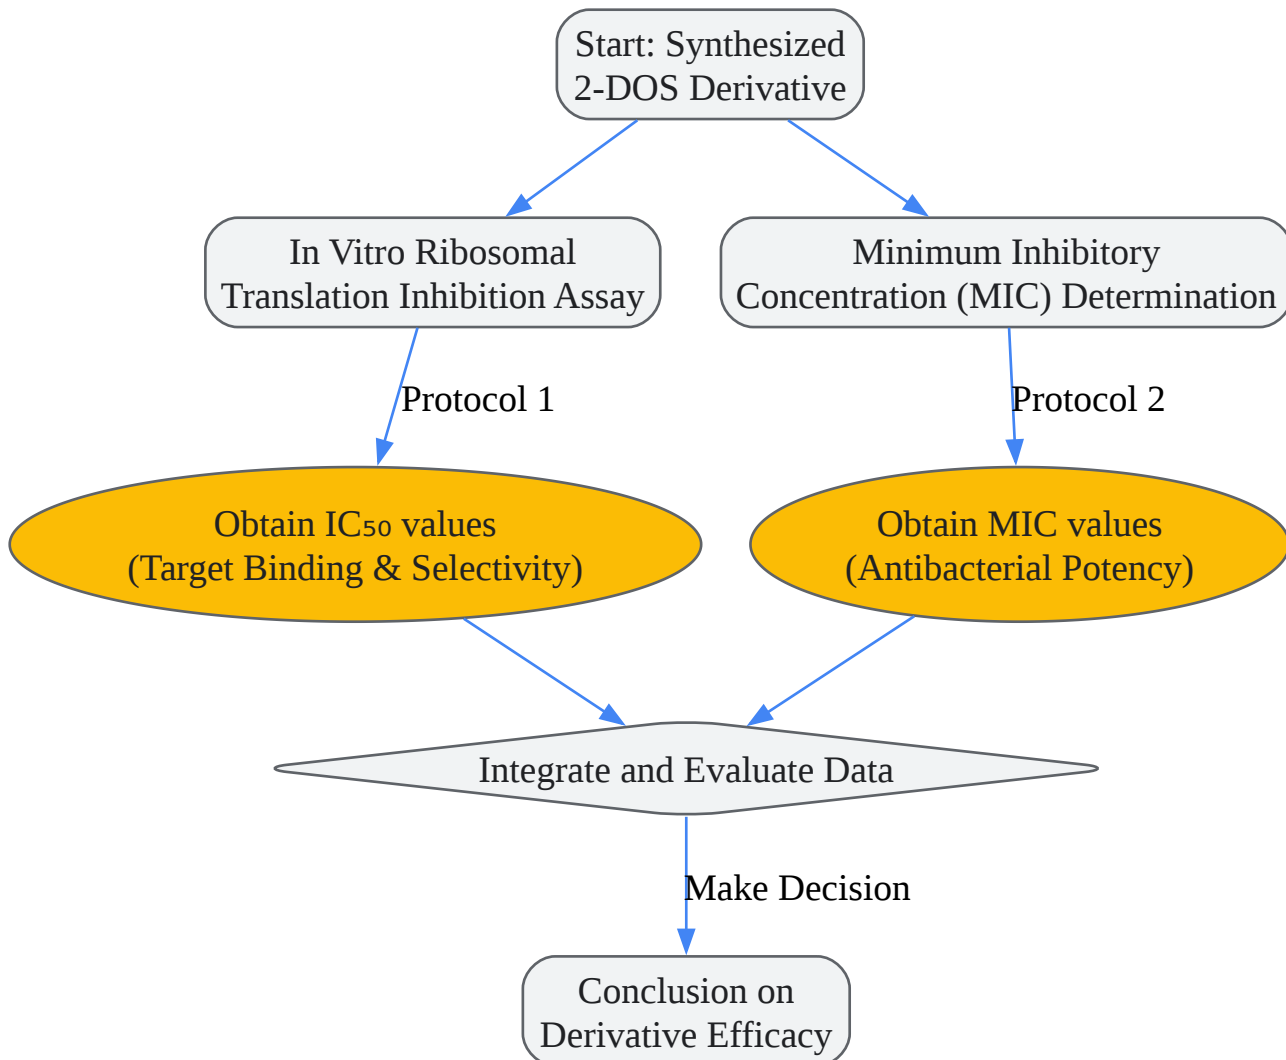 Start: Synthesized
2-DOS Derivative
In Vitro Ribosomal
Translation Inhibition Assay
Minimum Inhibitory
Concentration (MIC) Determination
Protocol 1
Protocol 2
Obtain IC₅₀ values
(Target Binding & Selectivity)
Obtain MIC values
(Antibacterial Potency)
Integrate and Evaluate Data
Make Decision
Conclusion on
Derivative Efficacy